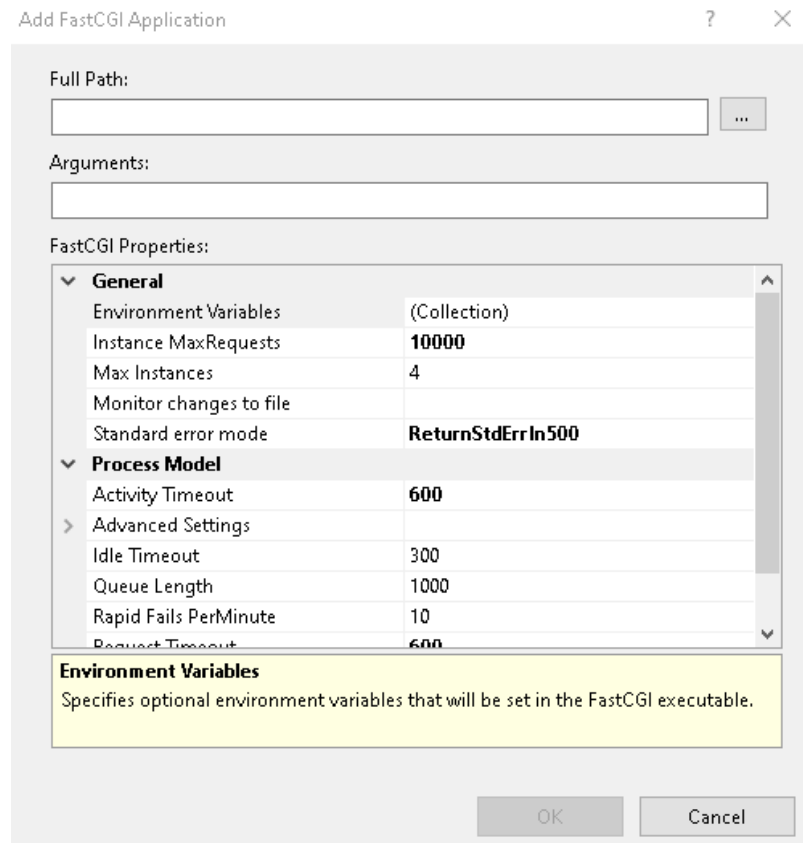 Add FastCGI Application
Full Path:
...
Arguments:
FastCGI Properties:
General
Environment Variables (Collection)
Instance MaxRequests 10000
Max Instances 4
Monitor changes to file
Standard error mode ReturnStdErrIn500
Process Model
Activity Timeout 600
Advanced Settings
Idle Timeout 300
Queue Length 1000
Rapid Fails PerMinute 10
Request Timeout 600
Environment Variables
Specifies optional environment variables that will be set in the FastCGI executable.
OK Cancel